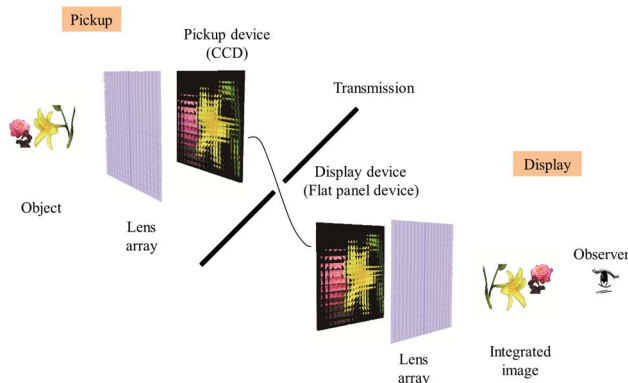 Pickup
Pickup device
(CCD)
Transmission
Object
Lens
array
Display device
(Flat panel device)
Display
Observer
Lens
array
Integrated
image